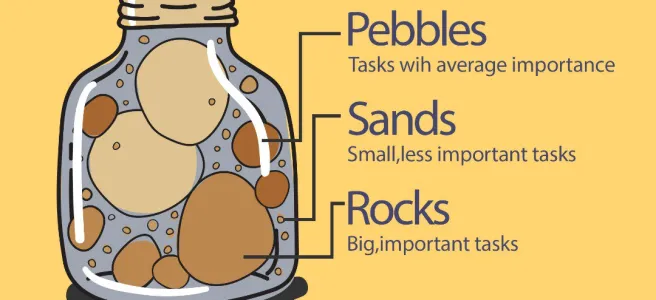 Pebbles
Tasks wih average importance
Sands
Small,less important tasks
Rocks
Big,important tasks